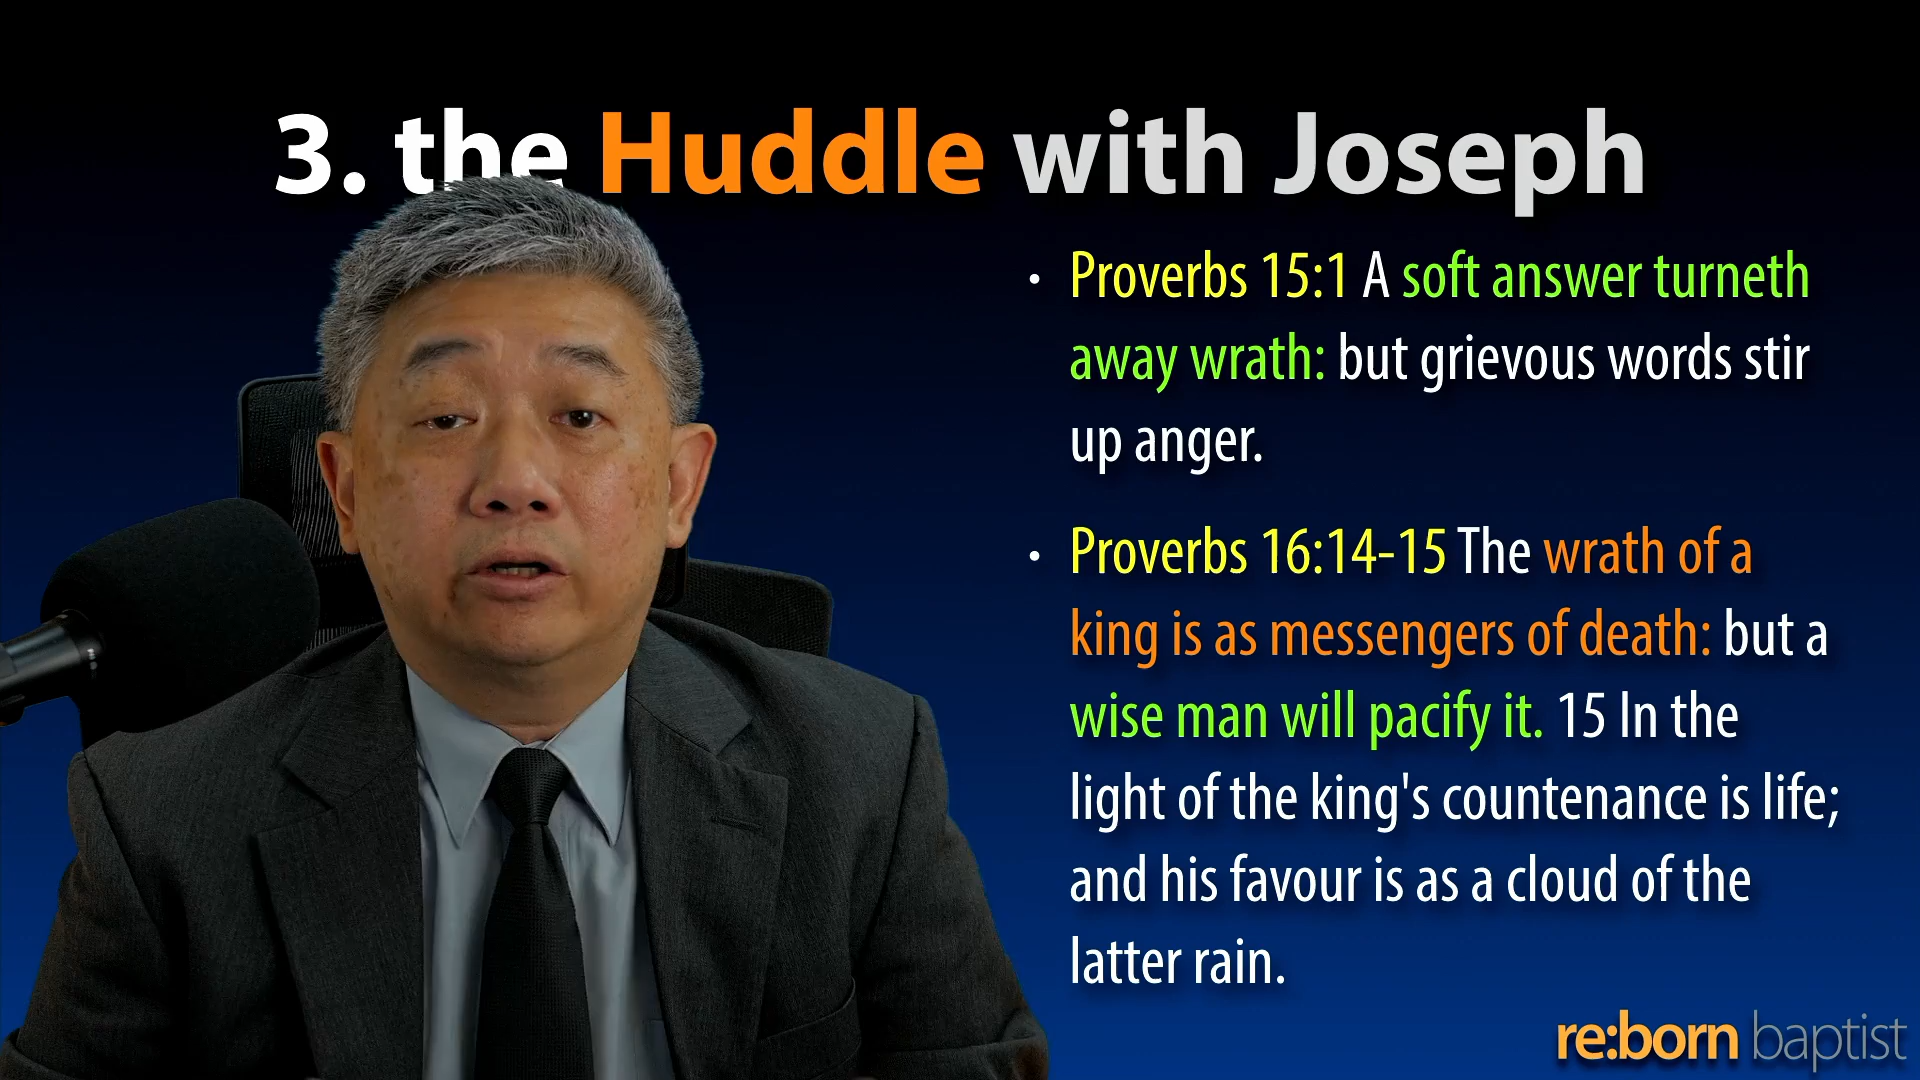 3. the Huddle with Joseph
• Proverbs 15:1 A soft answer turneth
away wrath: but grievous words stir
up anger.
• Proverbs 16:14-15 The wrath of a
king is as messengers of death: but a
wise man will pacify it. 15 In the
light of the king's countenance is life;
and his favour is as a cloud of the
latter rain.
re:born baptist